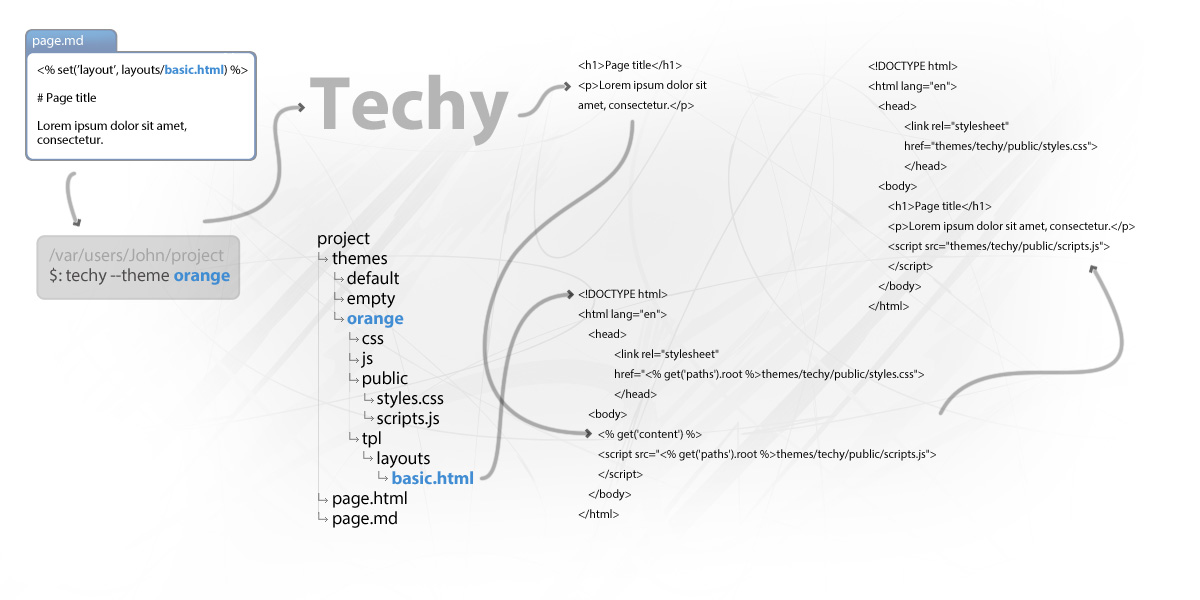 page.md
<% set('layout', layouts/basic.html) %>
# Page title
Lorem ipsum dolor sit amet,
consectetur.
/var/users/John/project
$: techy --theme orange
Techy
<h1>Page title</h1>
<p>Lorem ipsum dolor sit
amet, consectetur.</p>
project
themes
default
empty
orange
css
js
public
styles.css
scripts.js
tpl
layouts
basic.html
page.html
page.md
<!DOCTYPE html>
<html lang="en">
<head>
<link rel="stylesheet"
href="<% get('paths').root %>themes/techy/public/styles.css">
</head>
<body>
<% get('content') %>
<script src="<% get('paths').root %>themes/techy/public/scripts.js">
</script>
</body>
</html>
<!DOCTYPE html>
<html lang="en">
<head>
<link rel="stylesheet"
href="themes/techy/public/styles.css">
</head>
<body>
<h1>Page title</h1>
<p>Lorem ipsum dolor sit amet, consectetur.</p>
<script src="themes/techy/public/scripts.js">
</script>
</body>
</html>